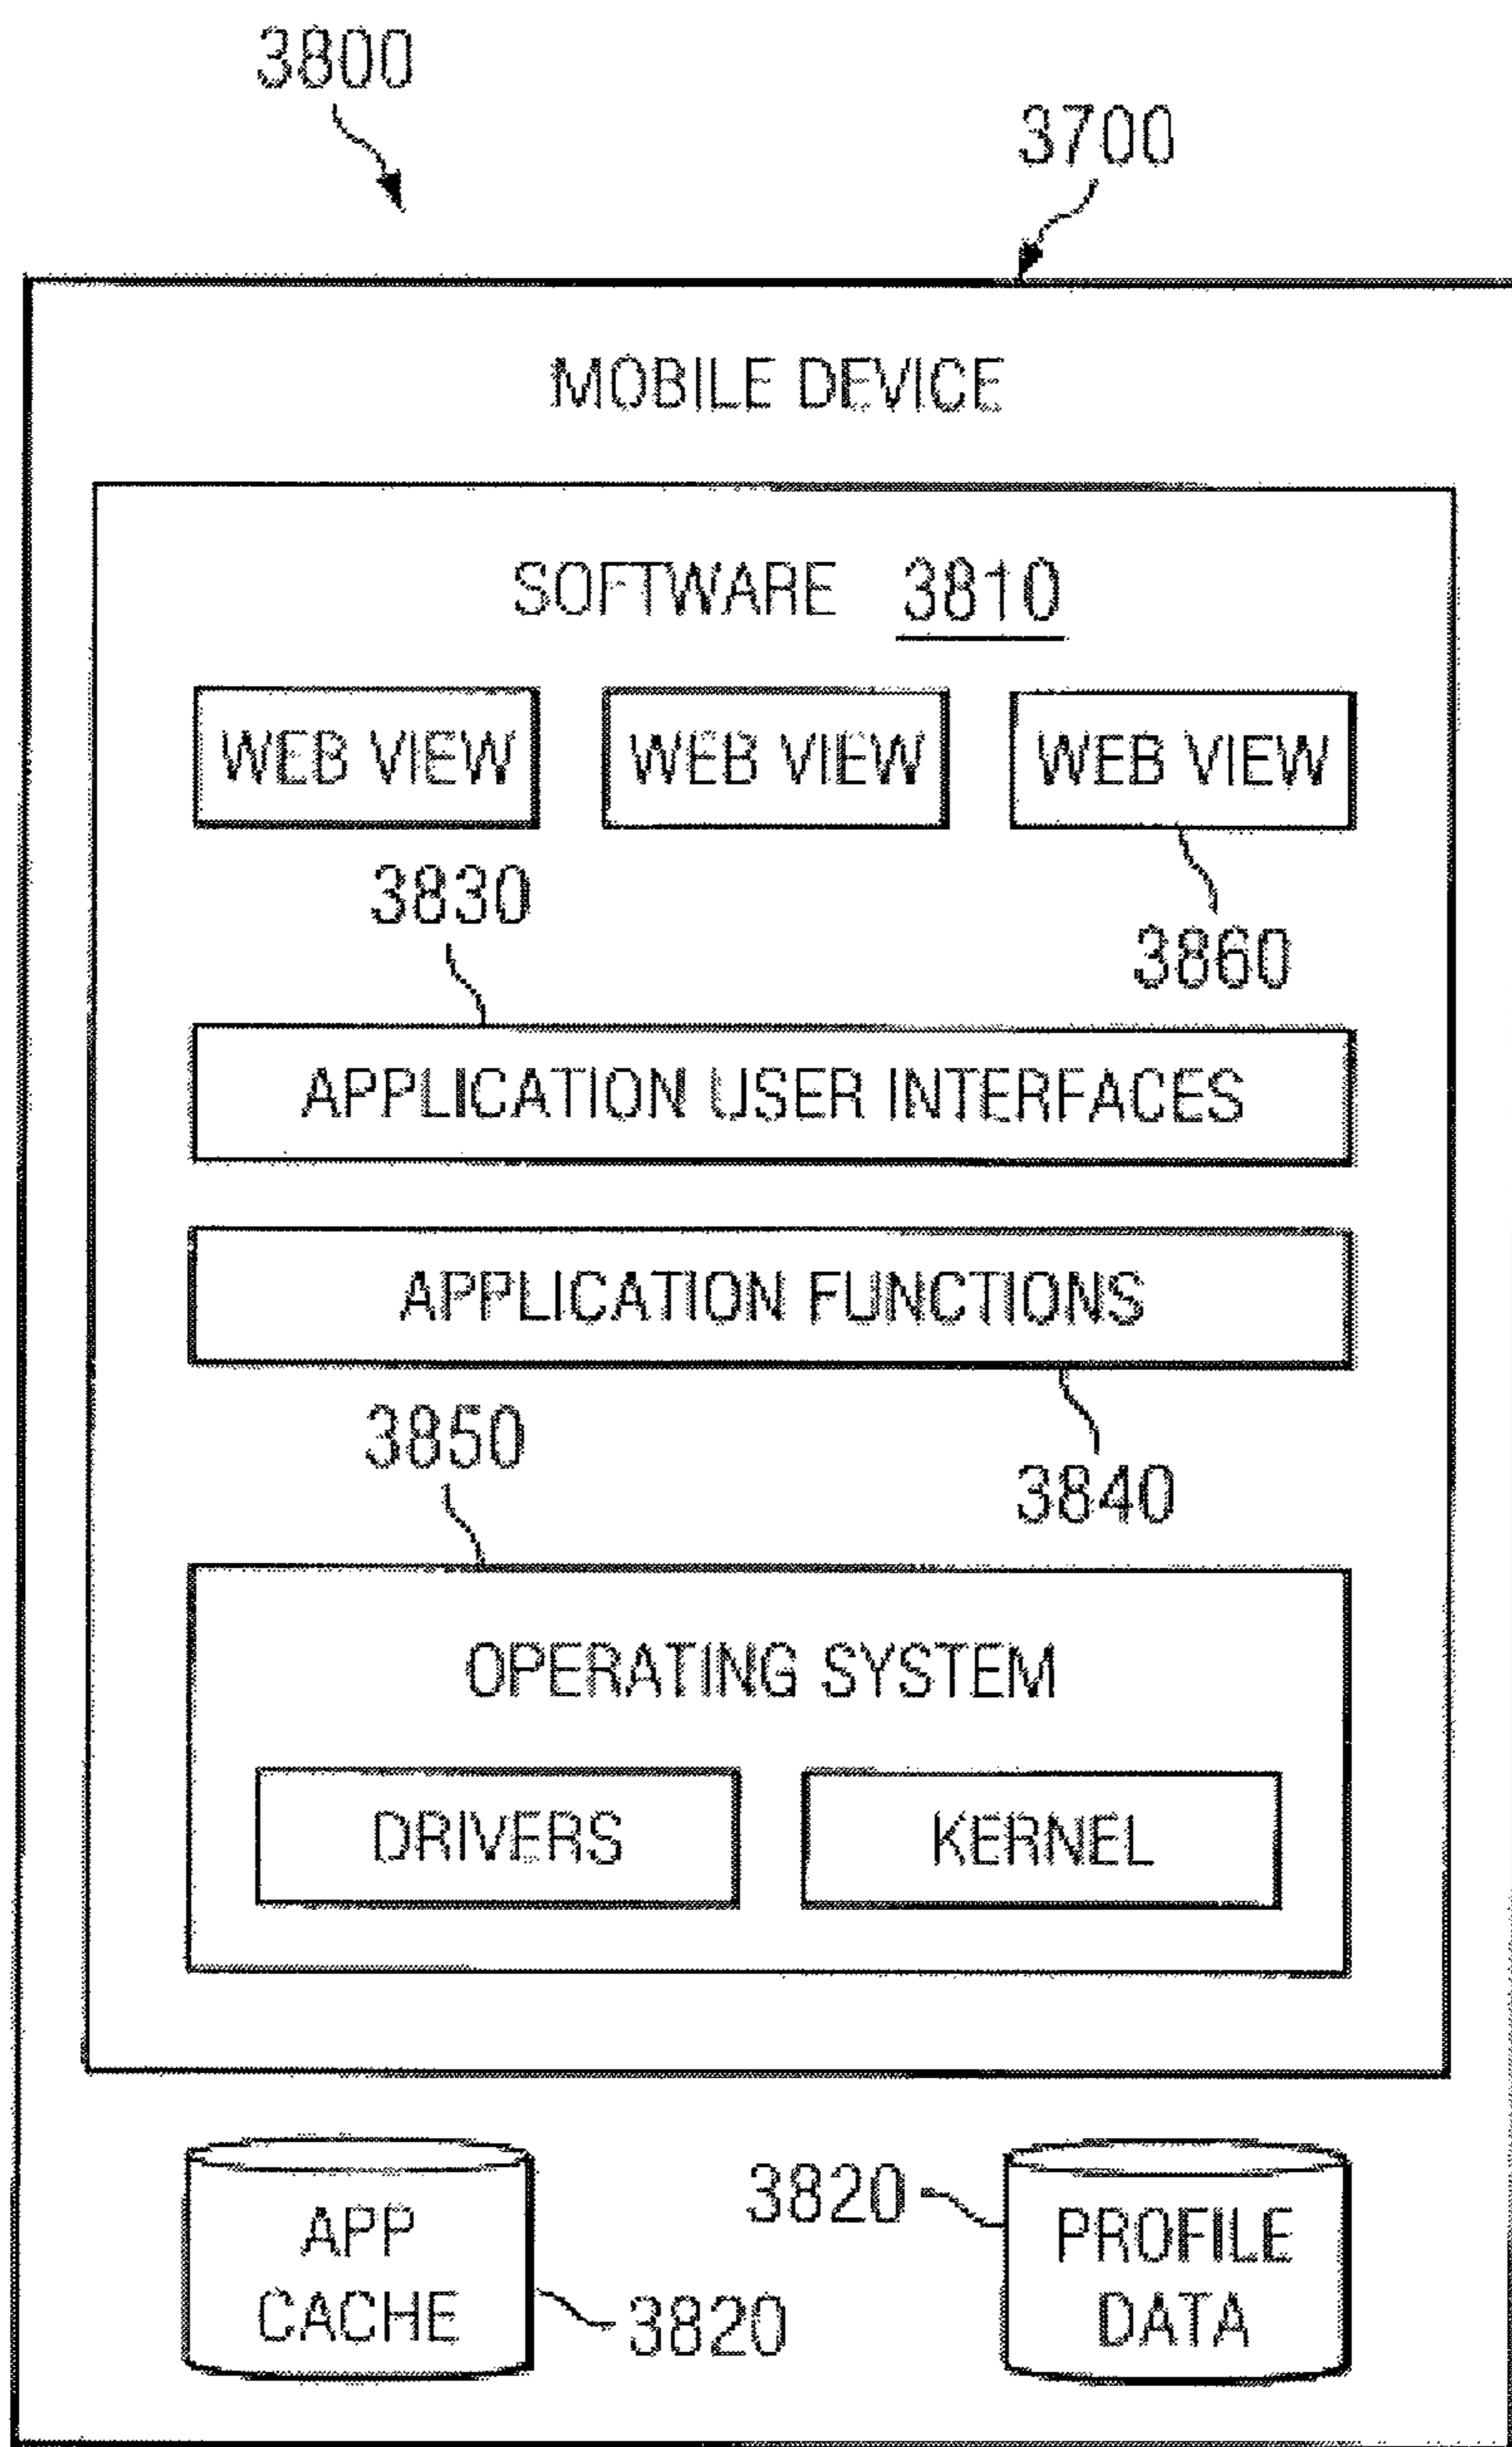 3800
3700
MOBILE DEVICE
SOFTWARE 3810
WEB VIEW
WEB VIEW
WEB VIEW
3830
3860
APPLICATION USER INTERFACES
APPLICATION FUNCTIONS
3850
3840
OPERATING SYSTEM
DRIVERS
KERNEL
APP
CACHE
3820
3820
PROFILE
DATA